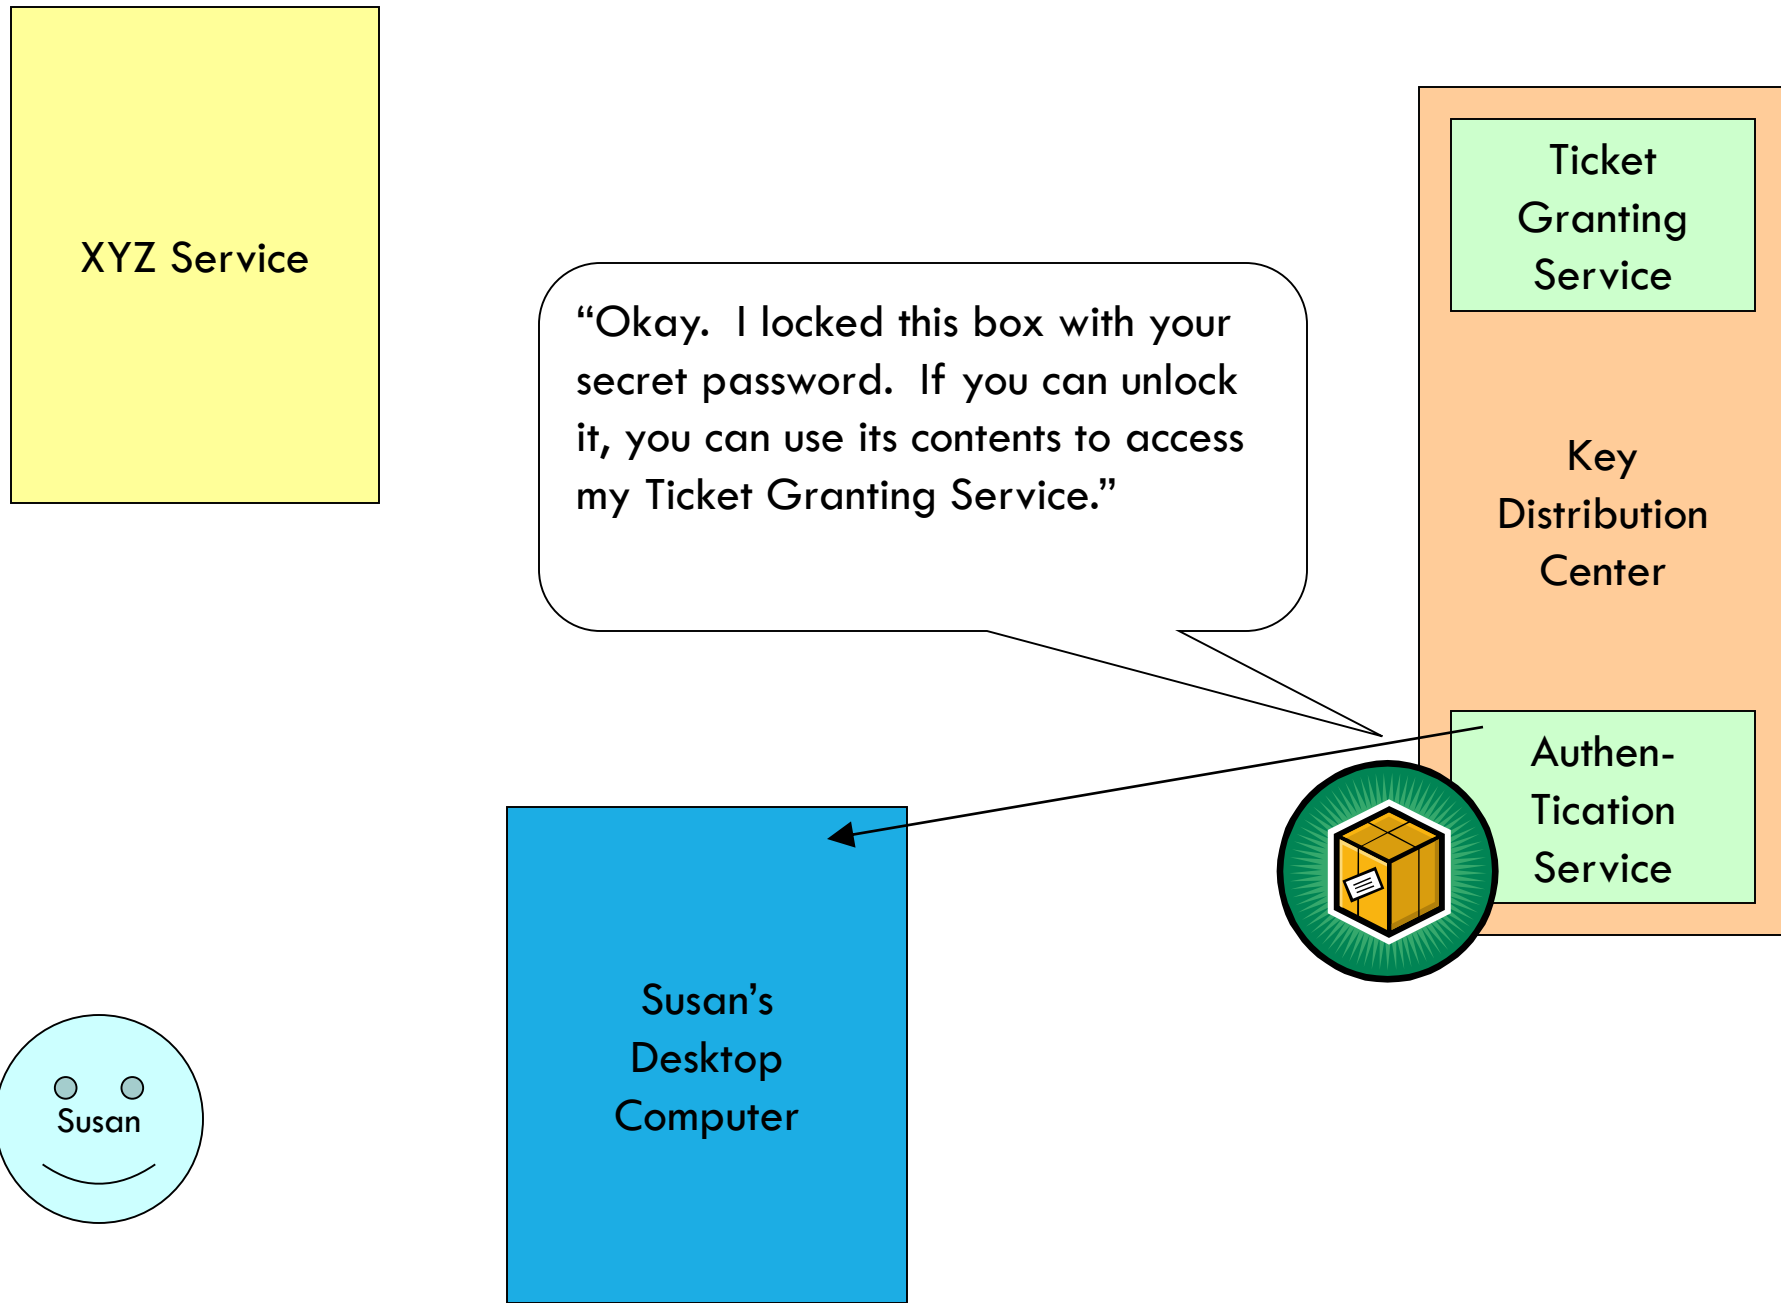 XYZ Service
Ticket
Granting
Service
“Okay.  I locked this box with your
secret password.  If you can unlock
it, you can use its contents to access
my Ticket Granting Service.”
Key
Distribution
Center
Authen-
Tication
Service
Susan’s
Desktop
Computer
Susan